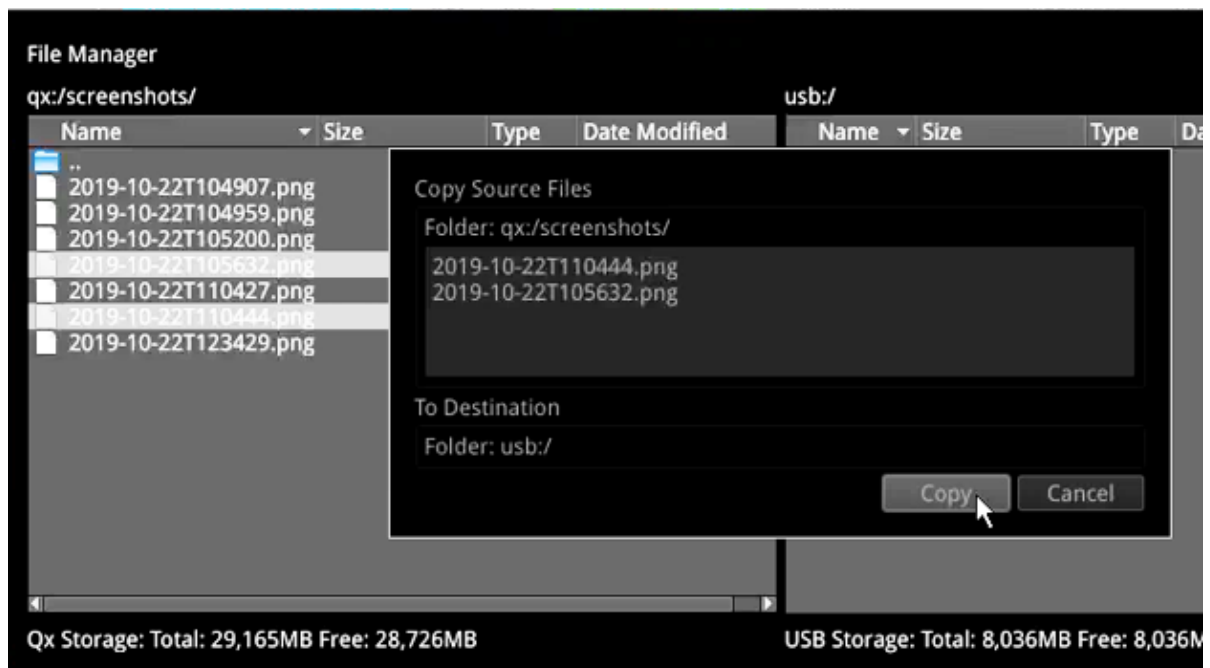 File Manager
qx:/screenshots/
Name Size Type Date Modified
..
2019-10-22T104907.png
2019-10-22T104959.png
2019-10-22T105200.png
2019-10-22T105632.png
2019-10-22T110427.png
2019-10-22T110444.png
2019-10-22T123429.png
Qx Storage: Total: 29,165MB Free: 28,726MB
usb:/
Name Size Type
USB Storage: Total: 8,036MB Free:
Copy Source Files
Folder: qx:/screenshots/
2019-10-22T110444.png
2019-10-22T105632.png
To Destination
Folder: usb:/
Copy Cancel